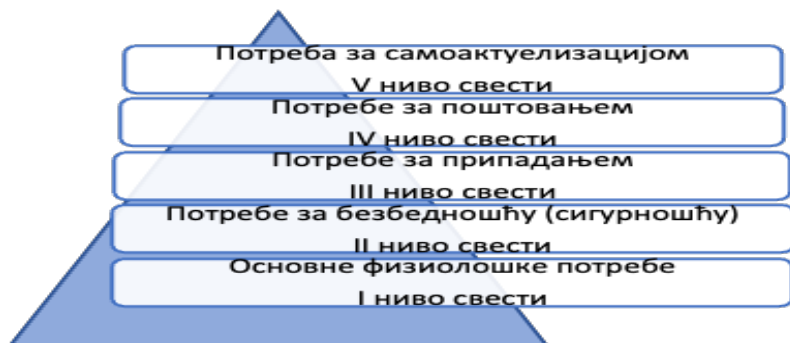 Потреба за самоактуелизацијом
V ниво свести
Потребе за поштовањем
IV ниво свести
Потребе за припадањем
III ниво свести
Потребе за безбедношћу (сигурношћу)
II ниво свести
Основне физиолошке потребе
I ниво свести